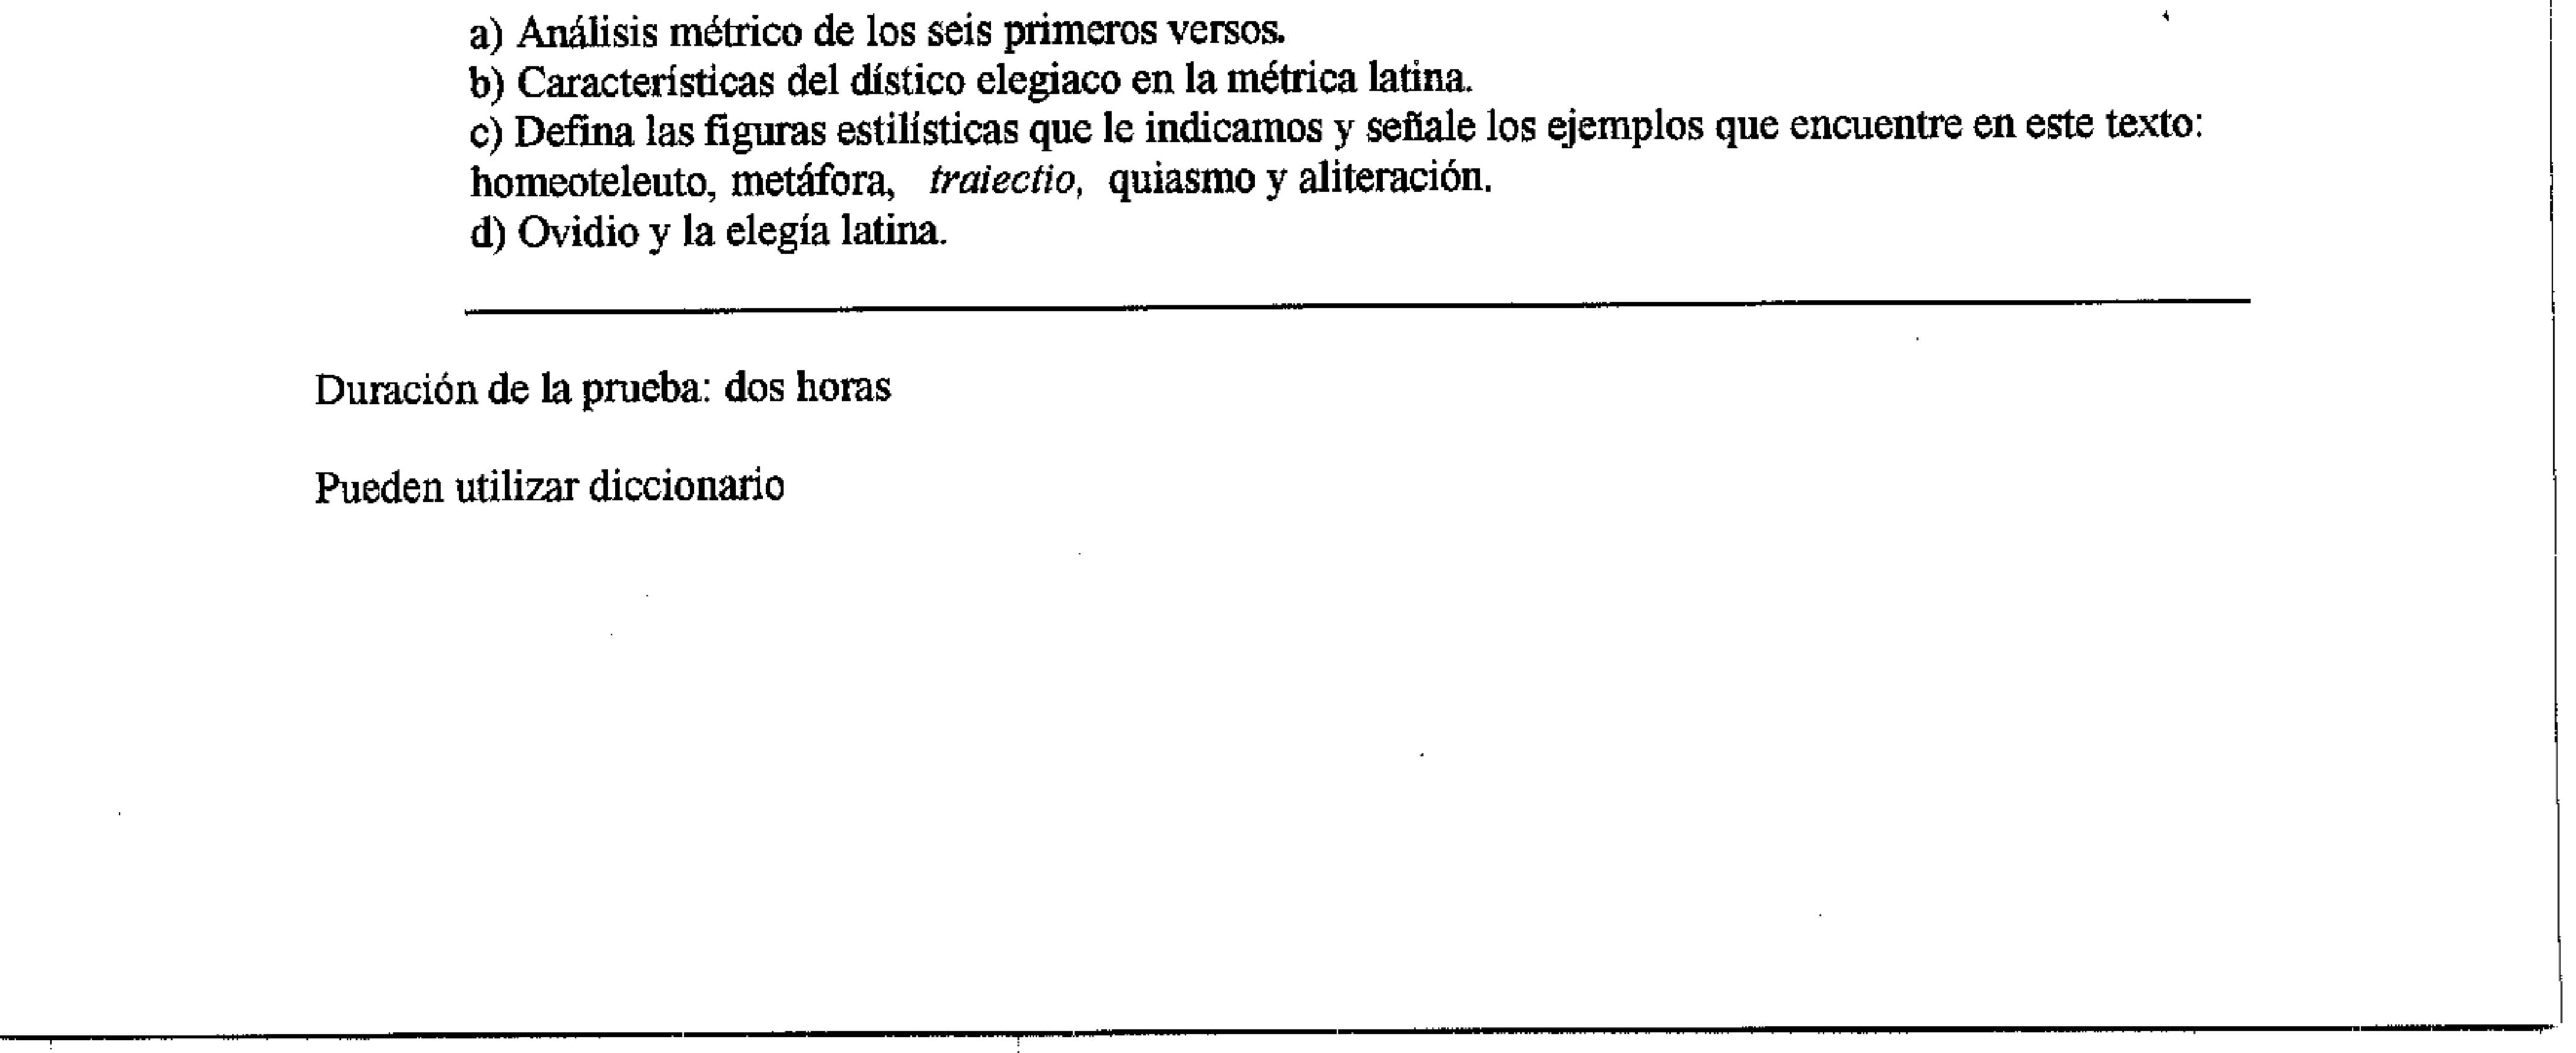 a) Análisis métrico de los seis primeros versos.
b) Características del dístico elegiaco en la métrica latina.
c) Defina las figuras estilísticas que le indicamos y señale los ejemplos que encuentre en este texto:
homeoteleuto, metáfora, traiectio, quiasmo y aliteración.
d) Ovidio y la elegía latina.
Duración de la prueba: dos horas
Pueden utilizar diccionario